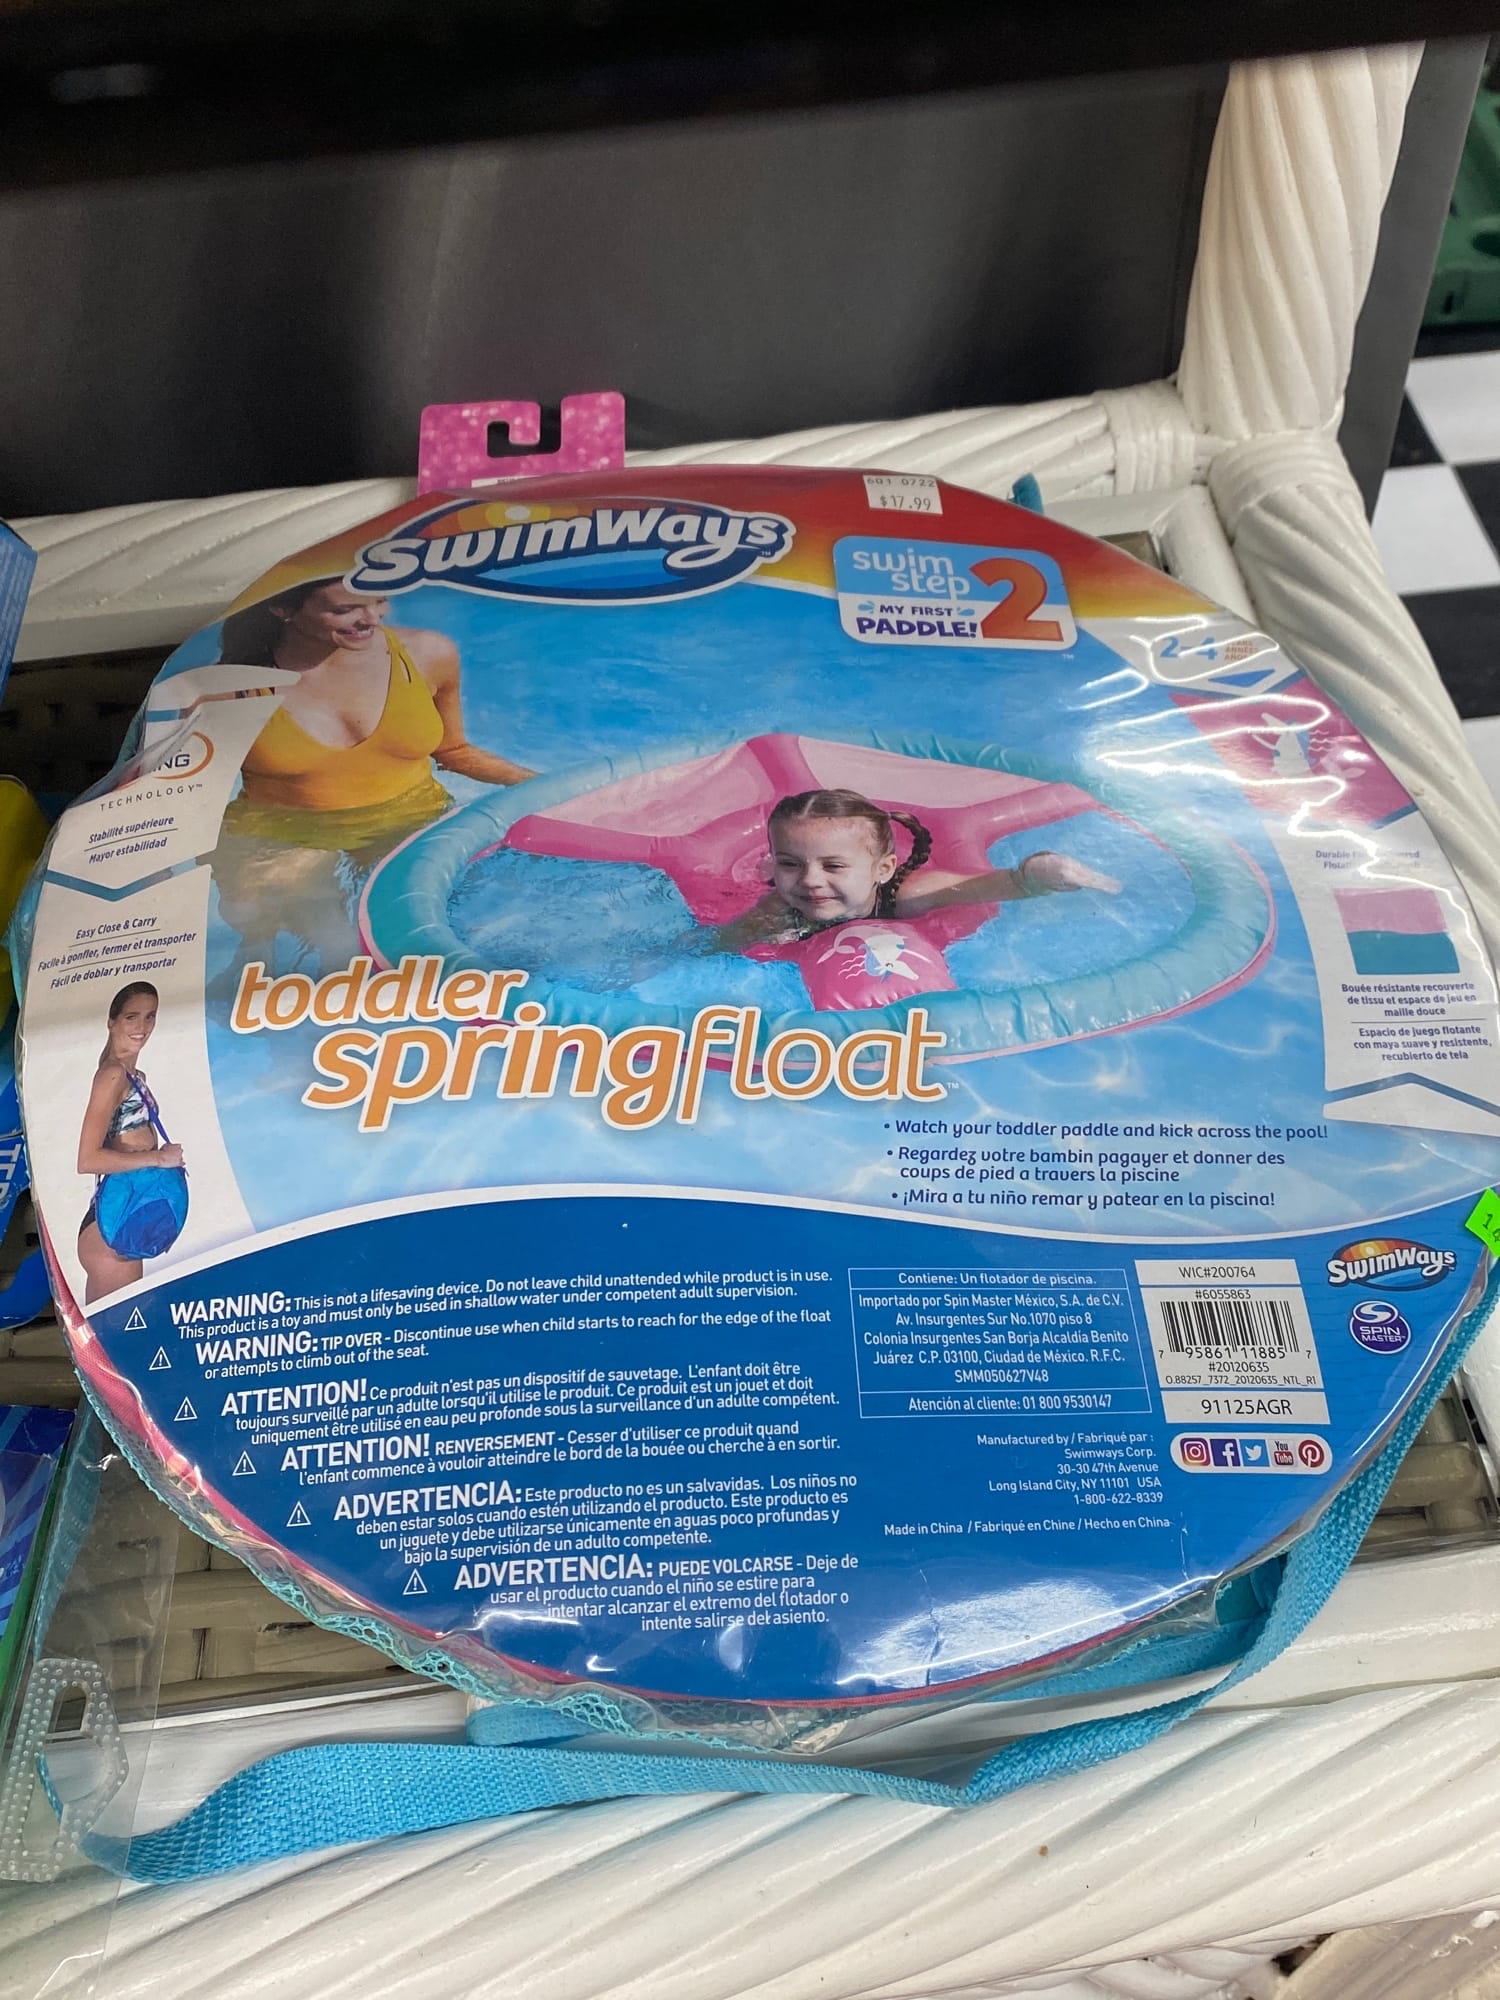 SwimWays™
601 0722
$17.99
swim
step 2
MY FIRST
PADDLE!
™
2-4
NG
TECHNOLOGY™
Stabilité supérieure
Mayor estabilidad
Easy Close & Carry
Facile à gonfler, fermer et transporter
Fácil de doblar y transportar
Durable
Bouée résistante recouverte
de tissu et espace de jeu en
maille douce
Espacio de juego flotante
con maya suave y resistente,
recubierto de tela
toddler
springfloat™
• Watch your toddler paddle and kick across the pool!
• Regardez votre bambin pagayer et donner des
coups de pied a travers la piscine
• ¡Mira a tu niño remar y patear en la piscina!
WARNING: This is not a lifesaving device. Do not leave child unattended while product is in use.
This product is a toy and must only be used in shallow water under competent adult supervision.
WARNING: TIP OVER - Discontinue use when child starts to reach for the edge of the float
or attempts to climb out of the seat.
ATTENTION! Ce produit n'est pas un dispositif de sauvetage. L'enfant doit être
toujours surveillé par un adulte lorsqu'il utilise le produit. Ce produit est un jouet et doit
uniquement être utilisé en eau peu profonde sous la surveillance d'un adulte compétent.
ATTENTION! RENVERSEMENT - Cesser d'utiliser ce produit quand
l'enfant commence à vouloir atteindre le bord de la bouée ou cherche à en sortir.
ADVERTENCIA: Este producto no es un salvavidas. Los niños no
deben estar solos cuando estén utilizando el producto. Este producto es
un juguete y debe utilizarse únicamente en aguas poco profundas y
bajo la supervisión de un adulto competente.
ADVERTENCIA: PUEDE VOLCARSE - Deje de
usar el producto cuando el niño se estire para
intentar alcanzar el extremo del flotador o
intente salirse del asiento.
Contiene: Un flotador de piscina.
Importado por Spin Master México, S.A. de C.V.
Av. Insurgentes Sur No.1070 piso 8
Colonia Insurgentes San Borja Alcaldía Benito
Juárez C.P. 03100, Ciudad de México. R.F.C.
SMM050627V48
Atención al cliente: 01 800 9530147
Manufactured by / Fabriqué par :
Swimways Corp.
30-30 47th Avenue
Long Island City, NY 11101 USA
1-800-622-8339
Made in China / Fabriqué en Chine / Hecho en China
WIC#200764
#6055863
7 95861 11885 7
#20120635
0.88257_7372_20120635_NTL_R1
91125AGR
SwimWays
SPIN
MASTER
You
Tube